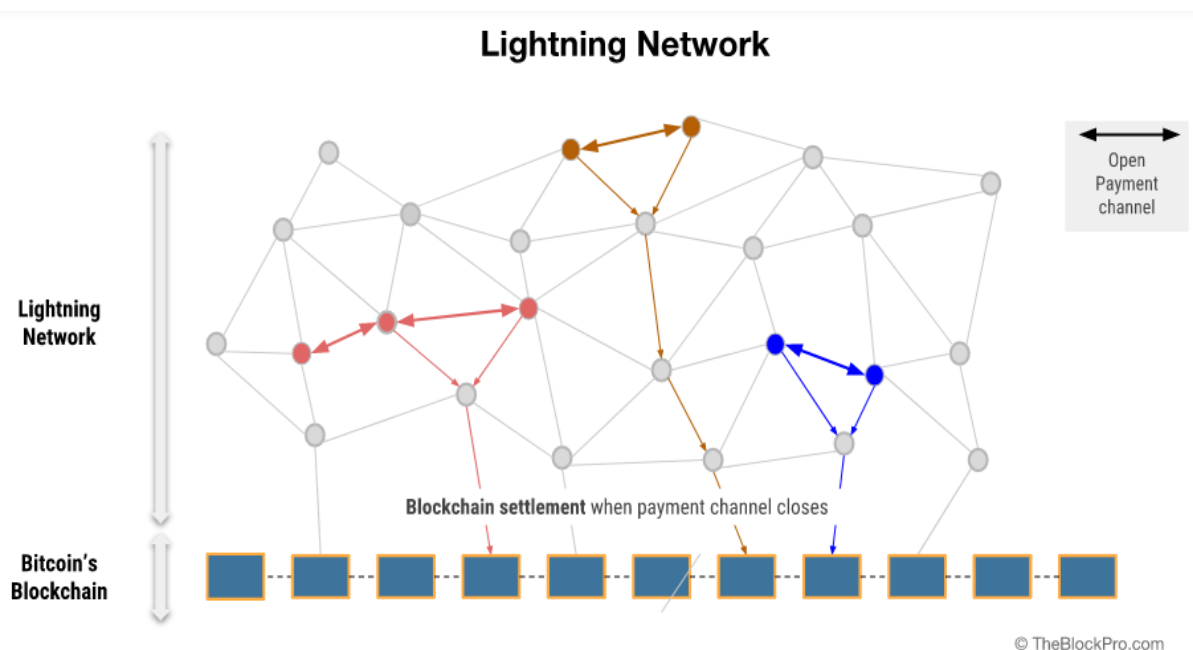 Lightning Network
Open
Payment
channel
Lightning
Network
Blockchain settlement when payment channel closes
Bitcoin's
Blockchain
© TheBlockPro.com